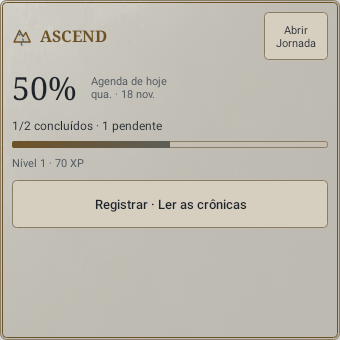 ASCEND
Abrir
Jornada
50%
Agenda de hoje
qua. · 18 nov.
1/2 concluídos · 1 pendente
Nível 1 · 70 XP
Registrar · Ler as crônicas